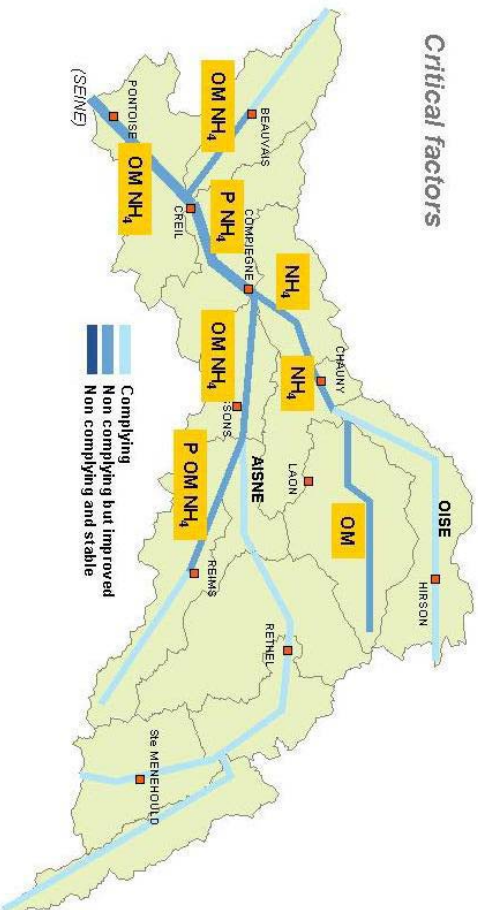 Critical factors
OISE
HIRSON
OM
CHAUNY
NH4
NH4
LAON
AISNE
RETHEL
Ste MENEHOULD
REIMS
P OM NH4
SONS
OM NH4
COMPIEGNE
P NH4
BEAUVAIS
OM NH4
CREIL
OM NH4
PONTOISE
(SEINE)
Complying
Non complying but improved
Non complying and stable